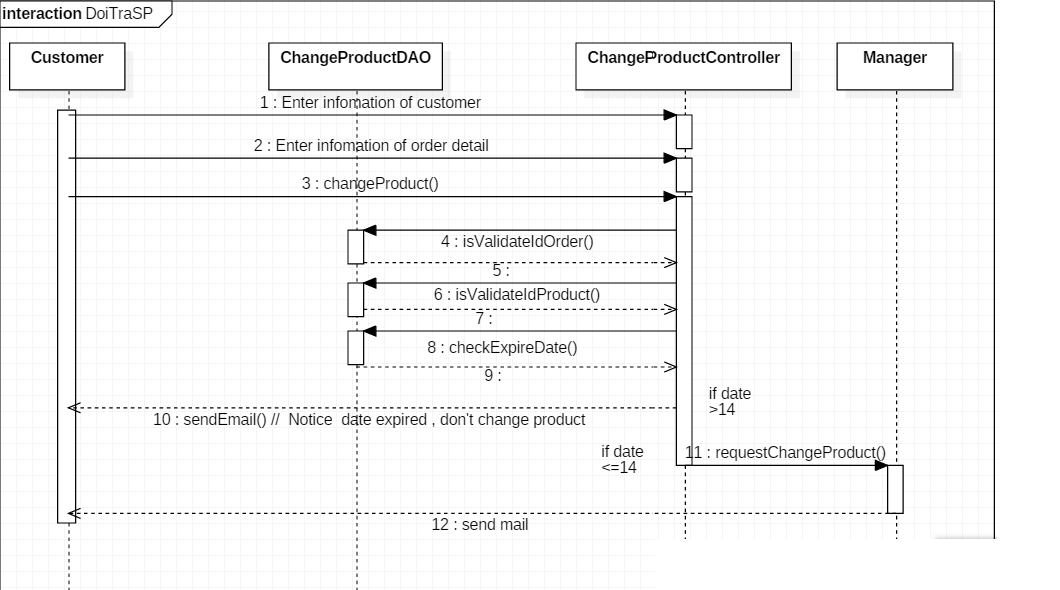 interaction DoiTraSP
Customer
ChangeProductDAO
ChangeProductController
Manager
1 : Enter infomation of customer
2 : Enter infomation of order detail
3 : changeProduct()
4 : isValidateIdOrder()
5 :
6 : isValidateIdProduct()
7 :
8 : checkExpireDate()
9 :
if date
>14
10 : sendEmail() // Notice date expired , don't change product
if date
<=14
11 : requestChangeProduct()
12 : send mail